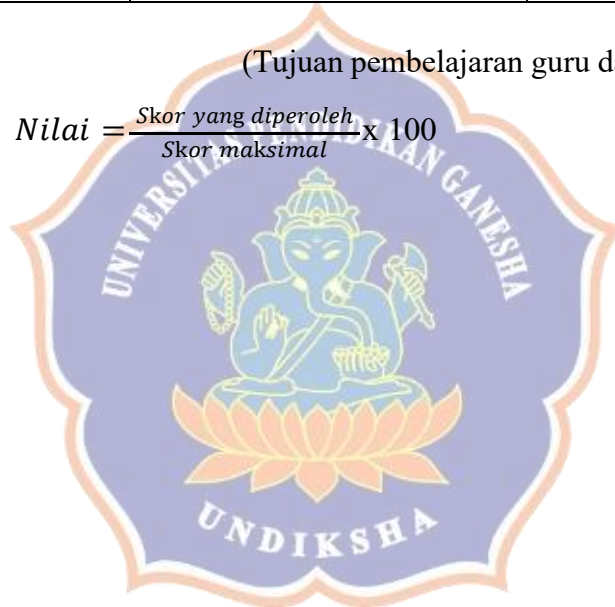 (Tujuan pembelajaran guru d
Nilai = Skor yang diperoleh / Skor maksimal x 100
UNIVERSITAS PENDIDIKAN GANESHA
UNDIKSHA